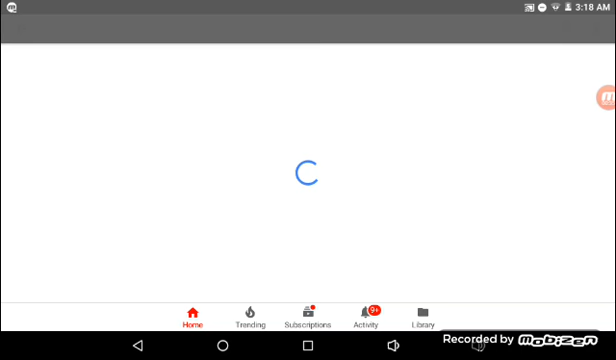 3:18 AM
9+
Home Trending Subscriptions Activity Library
Recorded by mobizen